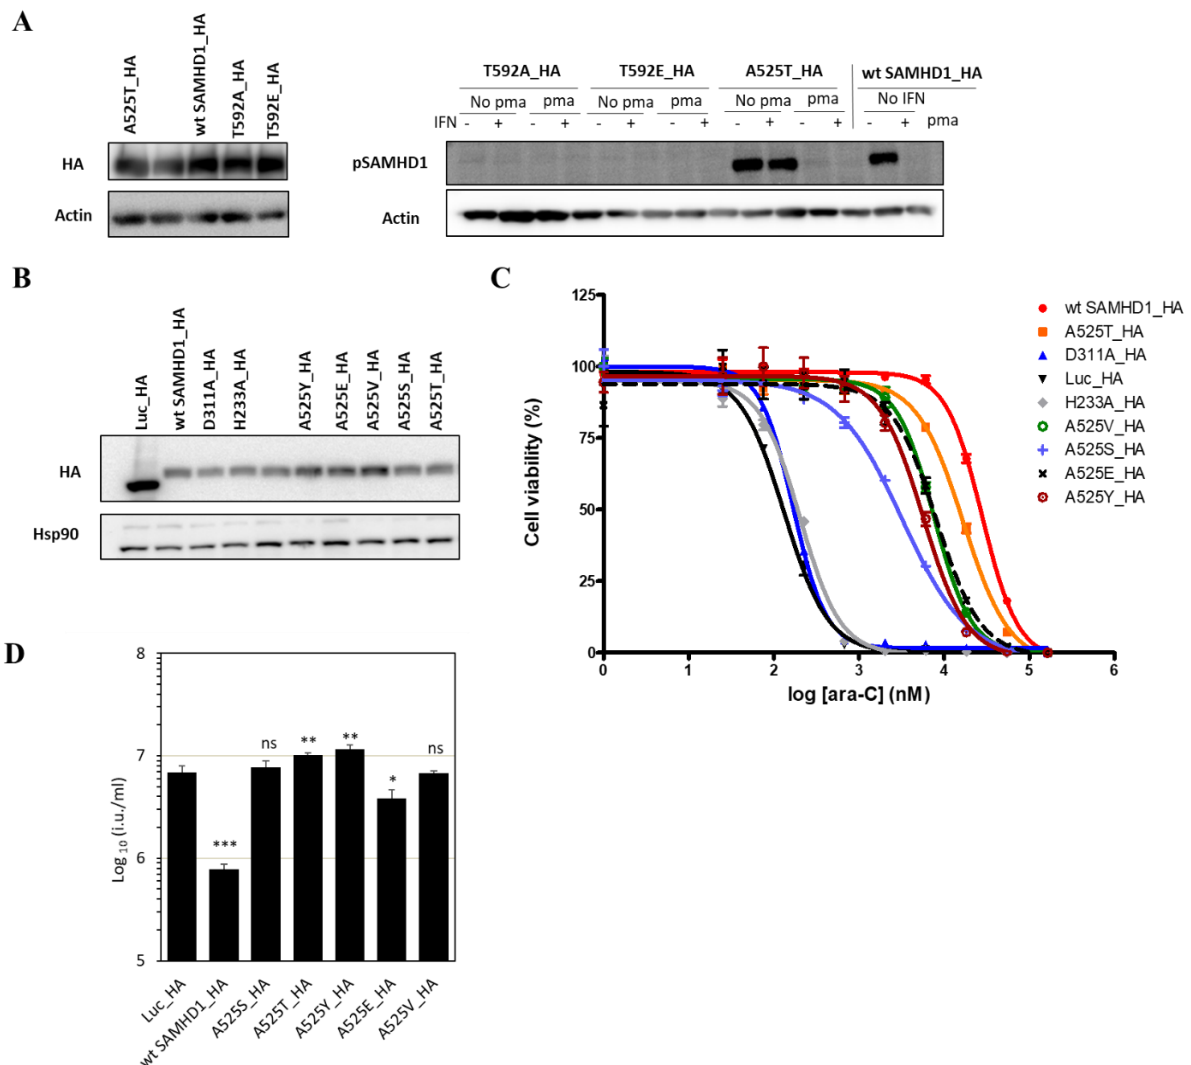 A
A525T_HA
wt SAMHD1_HA
T592A_HA
T592E_HA
HA
Actin
T592A_HA T592E_HA A525T_HA wt SAMHD1_HA
No pma pma No pma pma No pma pma No IFN
IFN - + - + - + - + - + - + - + pma
pSAMHD1
Actin
B
Luc_HA
wt SAMHD1_HA
D311A_HA
H233A_HA
A525Y_HA
A525E_HA
A525V_HA
A525S_HA
A525T_HA
HA
Hsp90
C
125
100
75
50
25
0
Cell viability (%)
0 1 2 3 4 5 6
log [ara-C] (nM)
wt SAMHD1_HA
A525T_HA
D311A_HA
Luc_HA
H233A_HA
A525V_HA
A525S_HA
A525E_HA
A525Y_HA
D
8
7
6
5
Log 10 (i.u./ml)
*** ns ** ** * ns
Luc_HA
wt SAMHD1_HA
A525S_HA
A525T_HA
A525Y_HA
A525E_HA
A525V_HA